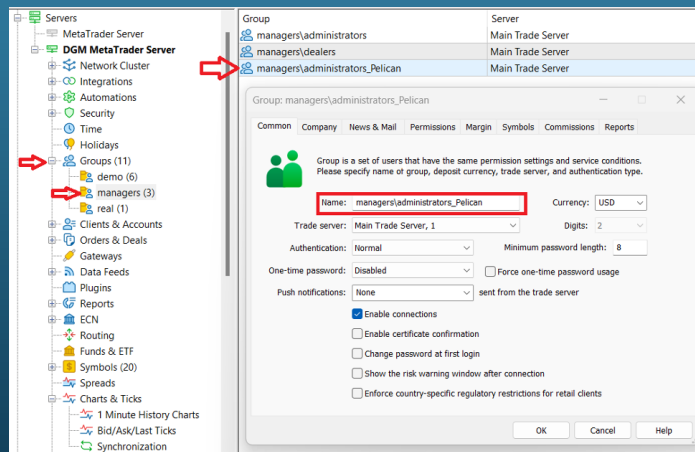 Servers
MetaTrader Server
DGM MetaTrader Server
Network Cluster
Integrations
Automations
Security
Time
Holidays
Groups (11)
demo (6)
managers (3)
real (1)
Clients & Accounts
Orders & Deals
Gateways
Data Feeds
Plugins
Reports
ECN
Routing
Funds & ETF
Symbols (20)
Spreads
Charts & Ticks
1 Minute History Charts
Bid/Ask/Last Ticks
Synchronization
Group Server
managers\administrators Main Trade Server
managers\dealers Main Trade Server
managers\administrators_Pelican Main Trade Server
Group: managers\administrators_Pelican
Common Company News & Mail Permissions Margin Symbols Commissions Reports
Group is a set of users that have the same permission settings and service conditions.
Please specify name of group, deposit currency, trade server, and authentication type.
Name: managers\administrators_Pelican Currency: USD
Trade server: Main Trade Server, 1 Digits: 2
Authentication: Normal Minimum password length: 8
One-time password: Disabled Force one-time password usage
Push notifications: None sent from the trade server
Enable connections
Enable certificate confirmation
Change password at first login
Show the risk warning window after connection
Enforce country-specific regulatory restrictions for retail clients
OK Cancel Help